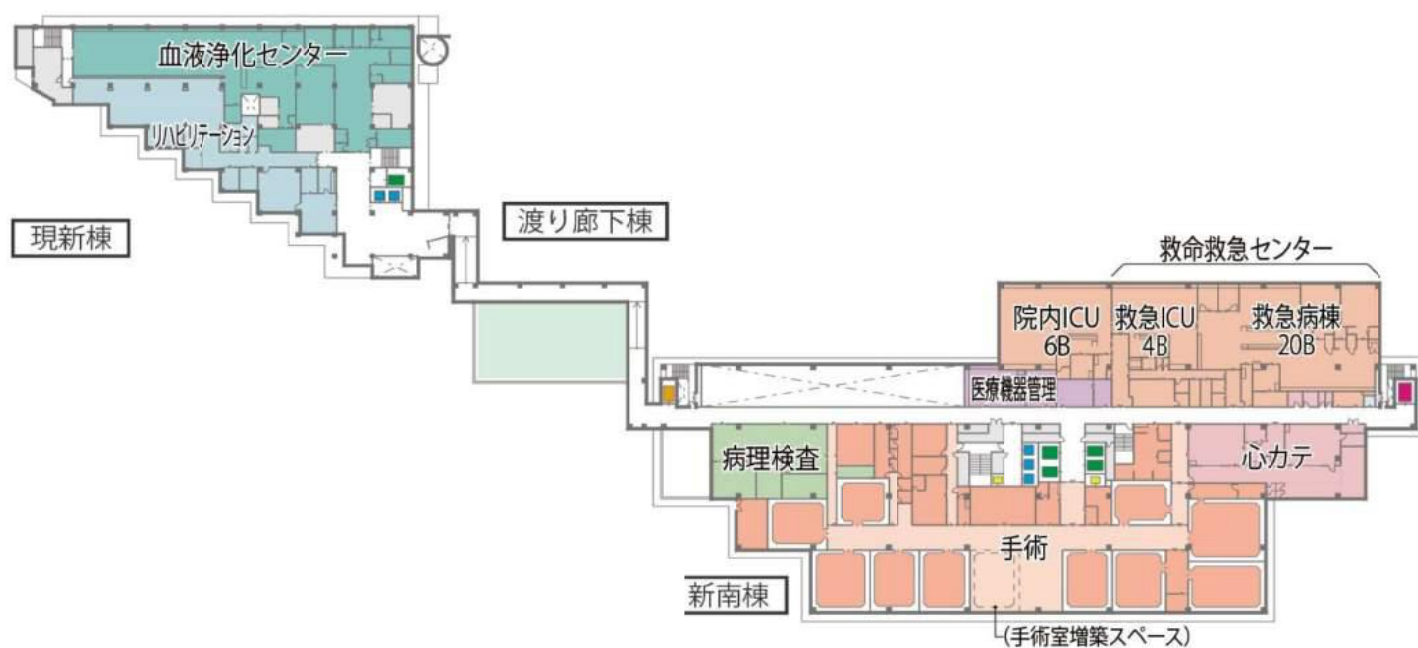 血液浄化センター
リハビリテーション
現新棟
渡り廊下棟
救命救急センター
院内ICU
6B
救急ICU
4B
救急病棟
20B
医療機器管理
病理検査
心カテ
手術
新南棟
(手術室増築スペース)